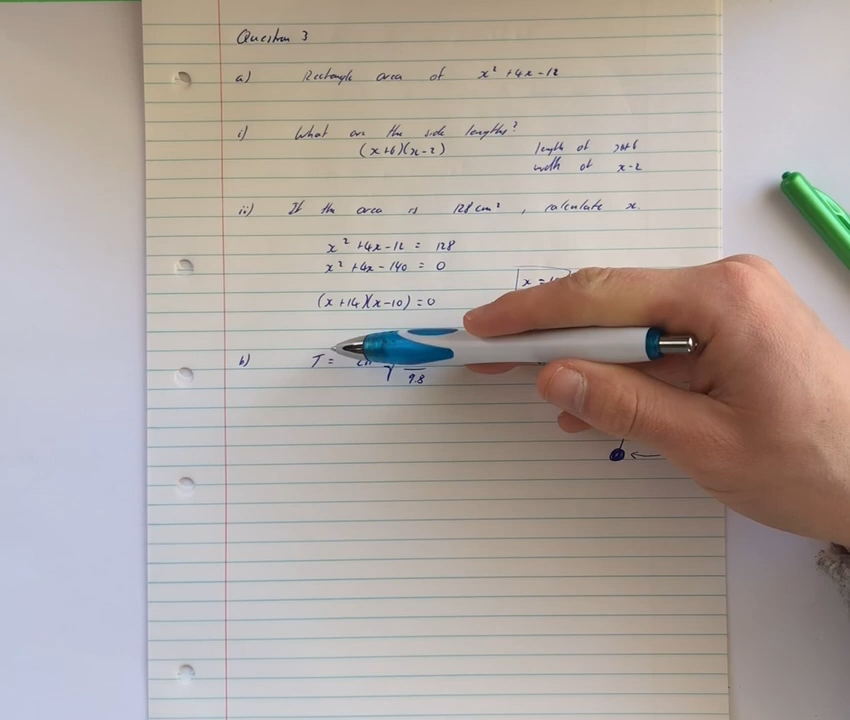 Question 3
a) Rectangle area of x² +4x-12
i) What are the side lengths?
(x+6)(x-2) length of x+6
width of x-2
ii) If the area is 128cm² , calculate x.
x² +4x-12 = 128
x² +4x-140 = 0
x =
(x+14)(x-10) = 0
b) T =
9.8